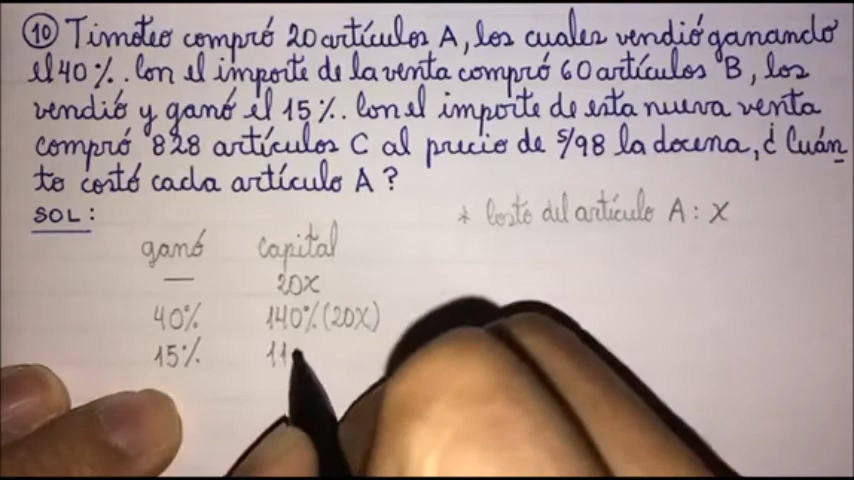 10 Timoteo compró 20 artículos A, los cuales vendió ganando
el 40%. Con el importe de la venta compró 60 artículos B, los
vendió y ganó el 15%. Con el importe de esta nueva venta
compró 828 artículos C al precio de S/98 la docena, ¿Cuán_
to costó cada artículo A?
SOL:
* Costo del artículo A: X
ganó capital
— 20X
40% 140%(20X)
15% 11